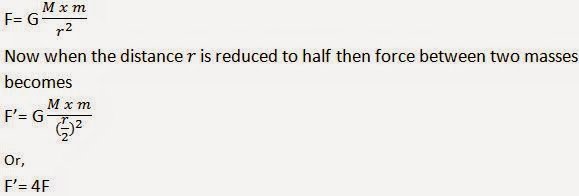 F= G M x m / r²
Now when the distance r is reduced to half then force between two masses
becomes
F’= G M x m / (r/2)²
Or,
F’= 4F